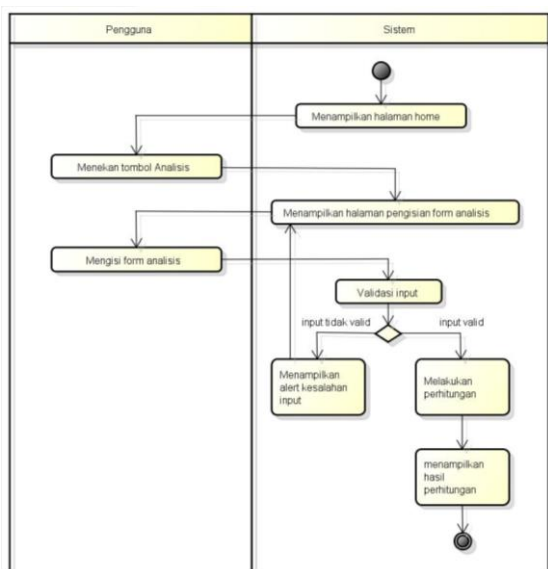 Pengguna
Sistem
Menampilkan halaman home
Menekan tombol Analisis
Menampilkan halaman pengisian form analisis
Mengisi form analisis
Validasi input
input tidak valid
input valid
Menampilkan
alert kesalahan
input
Melakukan
perhitungan
menampilkan
hasil
perhitungan